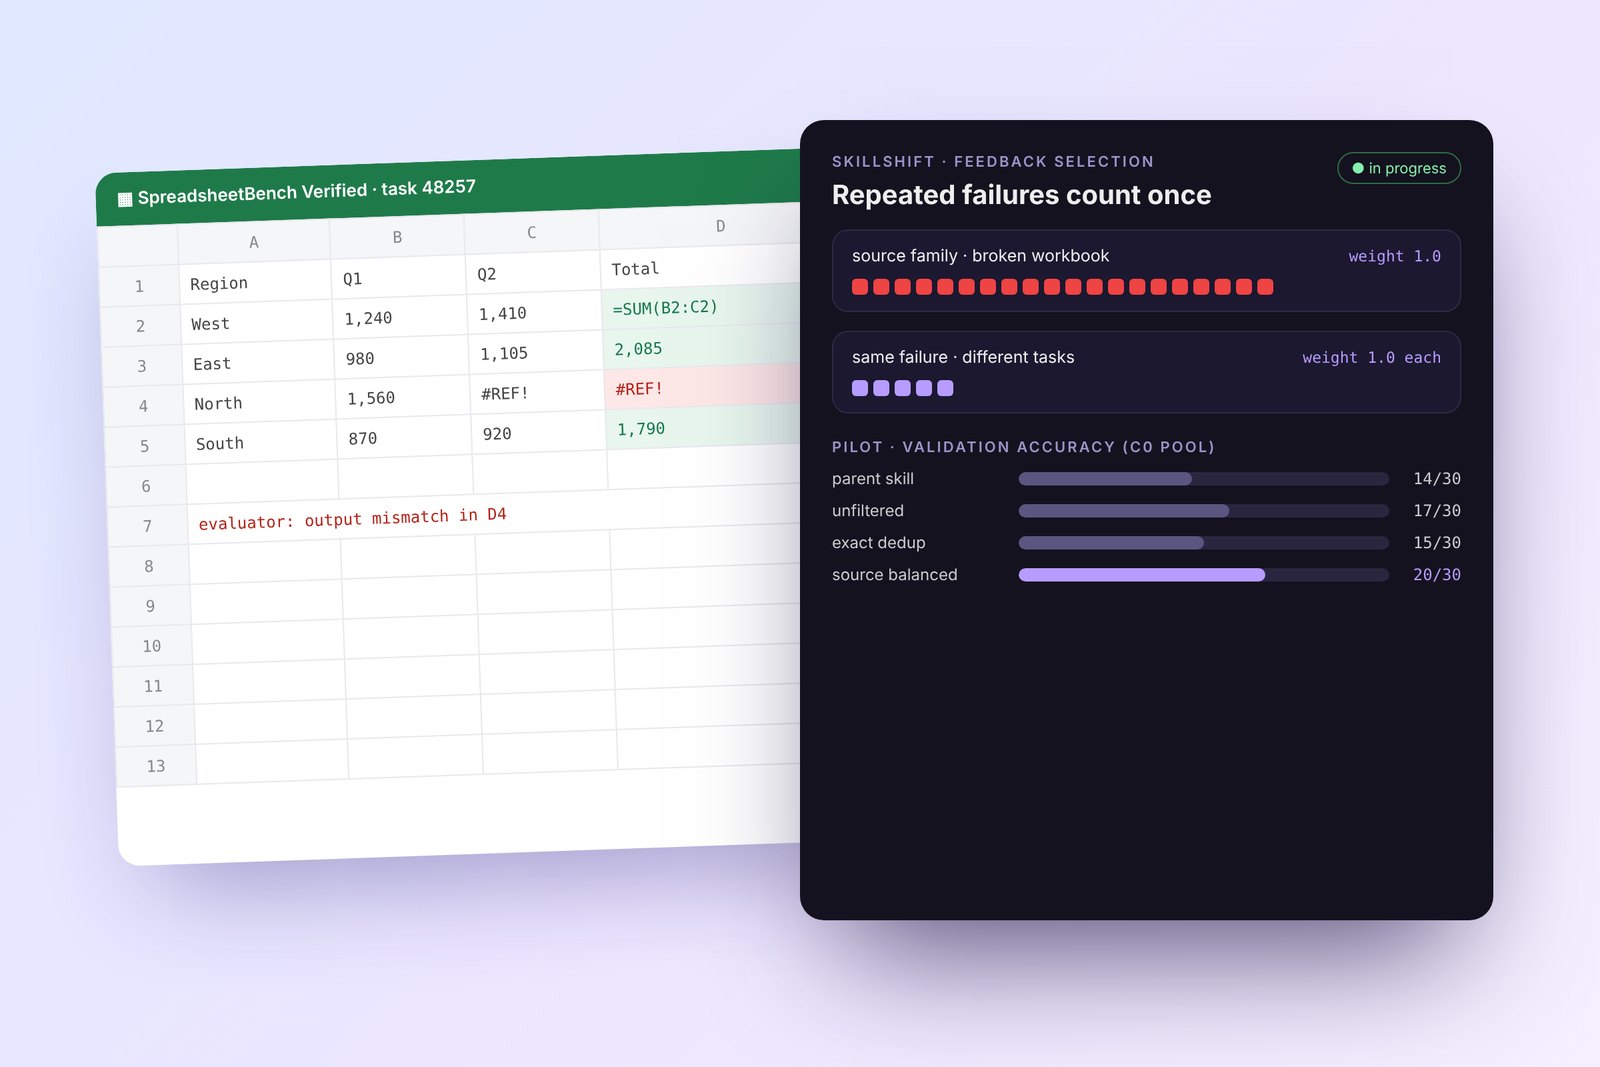 SpreadsheetBench Verified · task 48257
A B C D
1 Region Q1 Q2 Total
2 West 1,240 1,410 =SUM(B2:C2)
3 East 980 1,105 2,085
4 North 1,560 #REF! #REF!
5 South 870 920 1,790
6
7 evaluator: output mismatch in D4
8
9
10
11
12
13
SKILLSHIFT · FEEDBACK SELECTION
in progress
Repeated failures count once
source family · broken workbook weight 1.0
same failure · different tasks weight 1.0 each
PILOT · VALIDATION ACCURACY (C0 POOL)
parent skill 14/30
unfiltered 17/30
exact dedup 15/30
source balanced 20/30